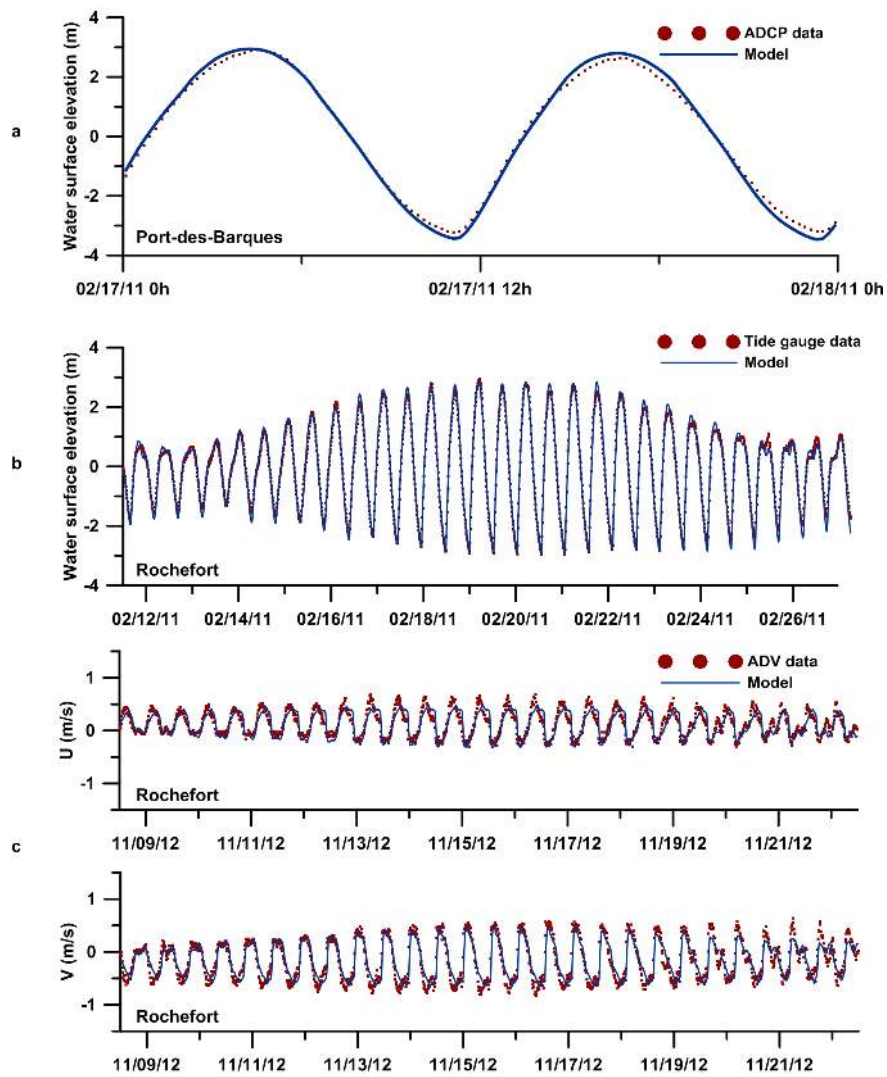 a
Water surface elevation (m)
4
2
0
-2
-4
ADCP data
Model
Port-des-Barques
02/17/11 0h
02/17/11 12h
02/18/11 0h
b
Water surface elevation (m)
4
2
0
-2
-4
Tide gauge data
Model
Rochefort
02/12/11
02/14/11
02/16/11
02/18/11
02/20/11
02/22/11
02/24/11
02/26/11
c
U (m/s)
1
0
-1
ADV data
Model
Rochefort
11/09/12
11/11/12
11/13/12
11/15/12
11/17/12
11/19/12
11/21/12
V (m/s)
1
0
-1
Rochefort
11/09/12
11/11/12
11/13/12
11/15/12
11/17/12
11/19/12
11/21/12